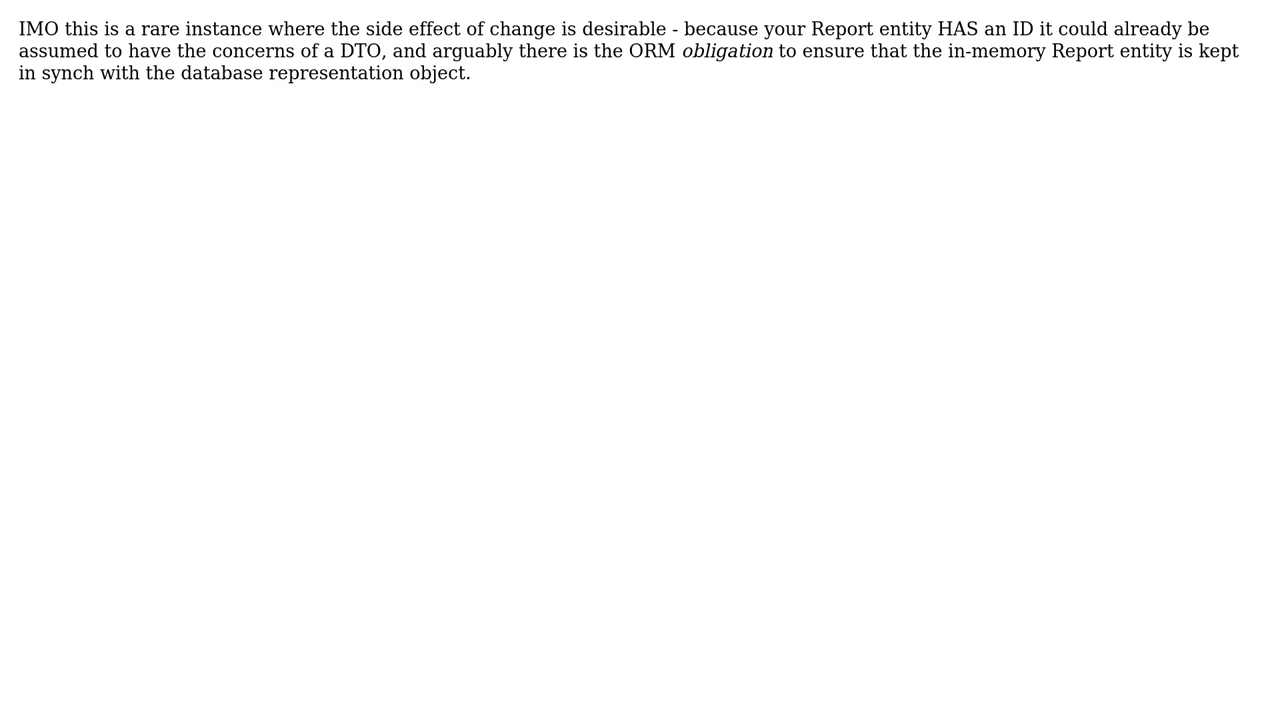 IMO this is a rare instance where the side effect of change is desirable - because your Report entity HAS an ID it could already be
assumed to have the concerns of a DTO, and arguably there is the ORM obligation to ensure that the in-memory Report entity is kept
in synch with the database representation object.